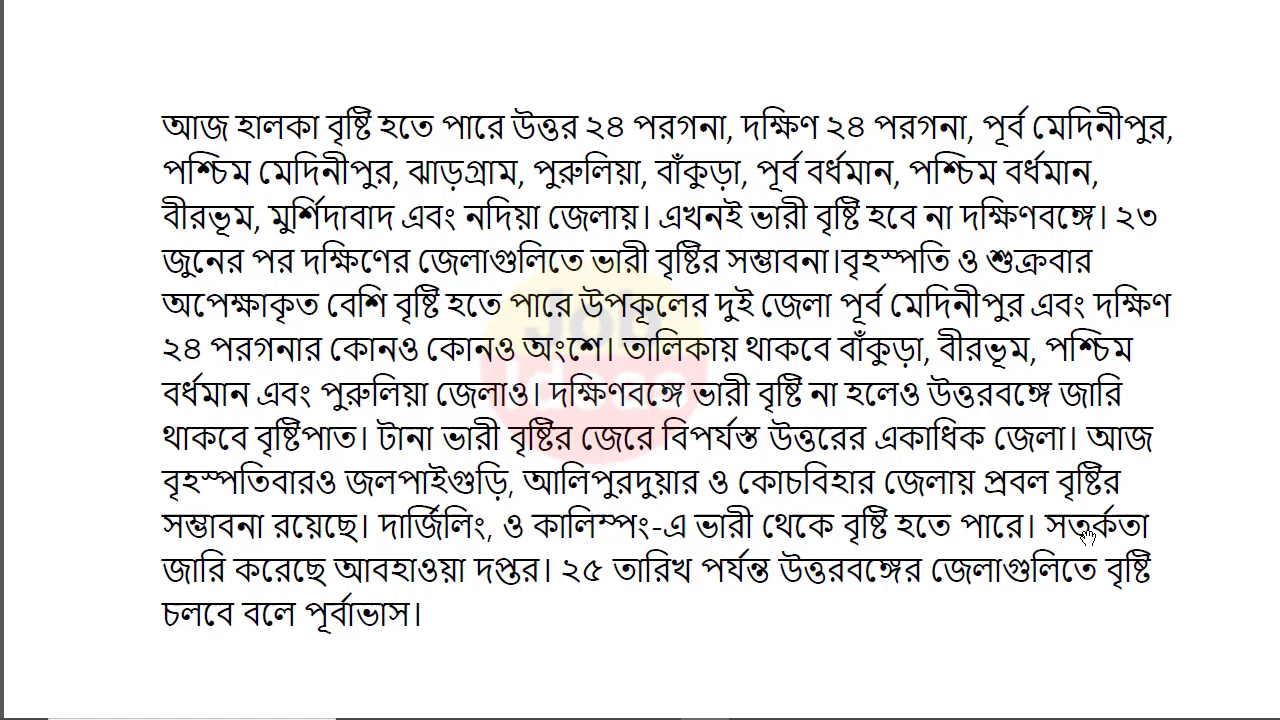 আজ হালকা বৃষ্টি হতে পারে উত্তর ২৪ পরগনা, দক্ষিণ ২৪ পরগনা, পূর্ব মেদিনীপুর,
পশ্চিম মেদিনীপুর, ঝাড়গ্রাম, পুরুলিয়া, বাঁকুড়া, পূর্ব বর্ধমান, পশ্চিম বর্ধমান,
বীরভূম, মুর্শিদাবাদ এবং নদিয়া জেলায়। এখনই ভারী বৃষ্টি হবে না দক্ষিণবঙ্গে। ২৩
জুনের পর দক্ষিণের জেলাগুলিতে ভারী বৃষ্টির সম্ভাবনা।বৃহস্পতি ও শুক্রবার
অপেক্ষাকৃত বেশি বৃষ্টি হতে পারে উপকূলের দুই জেলা পূর্ব মেদিনীপুর এবং দক্ষিণ
২৪ পরগনার কোনও কোনও অংশে। তালিকায় থাকবে বাঁকুড়া, বীরভূম, পশ্চিম
বর্ধমান এবং পুরুলিয়া জেলাও। দক্ষিণবঙ্গে ভারী বৃষ্টি না হলেও উত্তরবঙ্গে জারি
থাকবে বৃষ্টিপাত। টানা ভারী বৃষ্টির জেরে বিপর্যস্ত উত্তরের একাধিক জেলা। আজ
বৃহস্পতিবারও জলপাইগুড়ি, আলিপুরদুয়ার ও কোচবিহার জেলায় প্রবল বৃষ্টির
সম্ভাবনা রয়েছে। দার্জিলিং, ও কালিম্পং-এ ভারী থেকে বৃষ্টি হতে পারে। সতর্কতা
জারি করেছে আবহাওয়া দপ্তর। ২৫ তারিখ পর্যন্ত উত্তরবঙ্গের জেলাগুলিতে বৃষ্টি
চলবে বলে পূর্বাভাস।
Job
Ideas